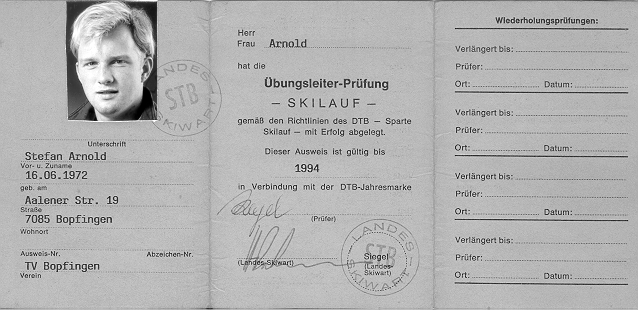 LANDES
STB
SKIWART
Unterschrift
Stefan Arnold
Vor- u. Zuname
16.06.1972
geb. am
Aalener Str. 19
Straße
7085 Bopfingen
Wohnort
Ausweis-Nr. Abzeichen-Nr.
TV Bopfingen
Verein
Herr
Frau Arnold
hat die
Übungsleiter-Prüfung
– SKILAUF –
gemäß den Richtlinien des DTB – Sparte
Skilauf – mit Erfolg abgelegt.
Dieser Ausweis ist gültig bis
1994
in Verbindung mit der DTB-Jahresmarke
(Prüfer)
(Landes-Skiwart)
Siegel
(Landes-
Skiwart)
LANDES
STB
SKIWART
Wiederholungsprüfungen:
Verlängert bis:
Prüfer:
Ort: Datum:
Verlängert bis:
Prüfer:
Ort: Datum:
Verlängert bis:
Prüfer:
Ort: Datum:
Verlängert bis:
Prüfer:
Ort: Datum: